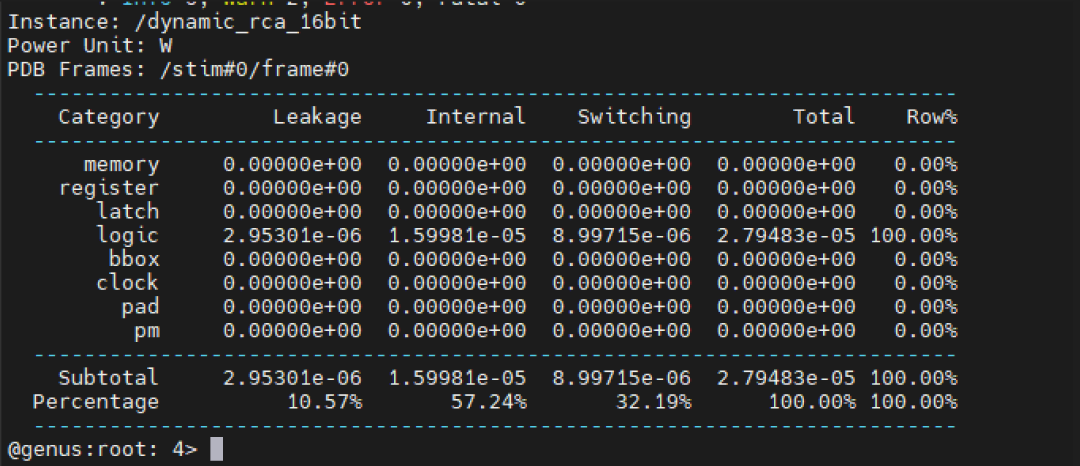 Instance: /dynamic_rca_16bit
Power Unit: W
PDB Frames: /stim#0/frame#0
-------------------------------------------------------------------------
Category Leakage Internal Switching Total Row%
-------------------------------------------------------------------------
memory 0.00000e+00 0.00000e+00 0.00000e+00 0.00000e+00 0.00%
register 0.00000e+00 0.00000e+00 0.00000e+00 0.00000e+00 0.00%
latch 0.00000e+00 0.00000e+00 0.00000e+00 0.00000e+00 0.00%
logic 2.95301e-06 1.59981e-05 8.99715e-06 2.79483e-05 100.00%
bbox 0.00000e+00 0.00000e+00 0.00000e+00 0.00000e+00 0.00%
clock 0.00000e+00 0.00000e+00 0.00000e+00 0.00000e+00 0.00%
pad 0.00000e+00 0.00000e+00 0.00000e+00 0.00000e+00 0.00%
pm 0.00000e+00 0.00000e+00 0.00000e+00 0.00000e+00 0.00%
-------------------------------------------------------------------------
Subtotal 2.95301e-06 1.59981e-05 8.99715e-06 2.79483e-05 100.00%
Percentage 10.57% 57.24% 32.19% 100.00% 100.00%
-------------------------------------------------------------------------
@genus:root: 4>